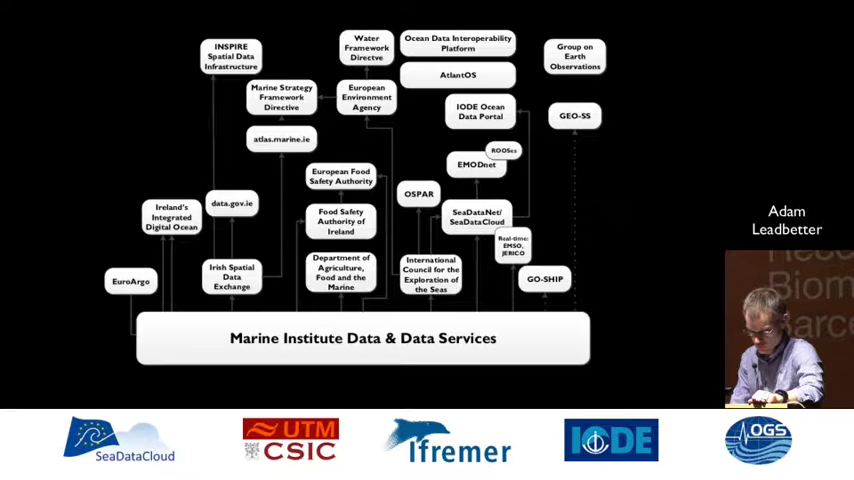 INSPIRE
Spatial Data
Infrastructure
Water
Framework
Directve
Ocean Data Interoperability
Platform
Group on
Earth
Observations
AtlantOS
Marine Strategy
Framework
Directive
European
Environment
Agency
IODE Ocean
Data Portal
GEO-SS
atlas.marine.ie
ROOSes
EMODnet
European Food
Safety Authority
OSPAR
Ireland's
Integrated
Digital Ocean
data.gov.ie
Food Safety
Authority of
Ireland
SeaDataNet/
SeaDataCloud
Real-time:
EMSO,
JERICO
EuroArgo
Irish Spatial
Data
Exchange
Department of
Agriculture,
Food and the
Marine
International
Council for the
Exploration of
the Seas
GO-SHIP
Marine Institute Data & Data Services
Adam
Leadbetter
Biom
Barce
SeaDataCloud
UTM
CSIC
Ifremer
IODE
OGS